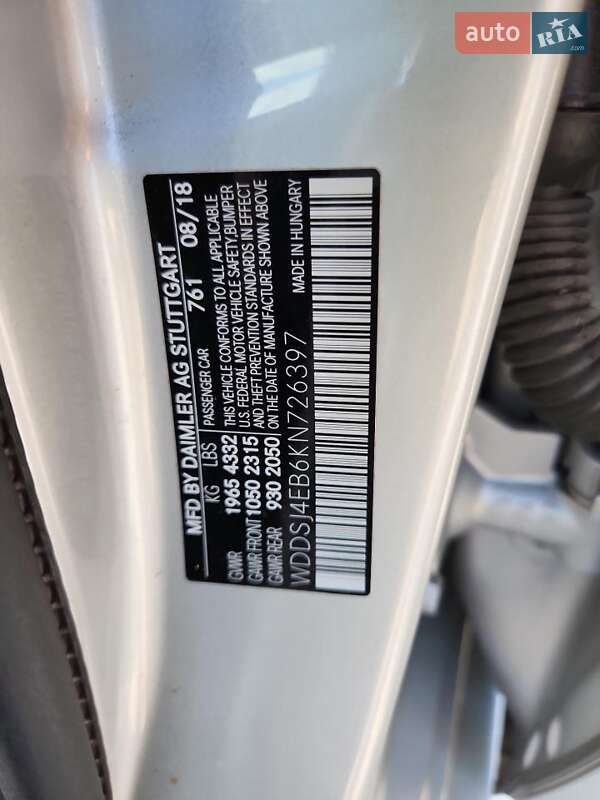 auto RIA .com
MFD BY DAIMLER AG STUTTGART
761 08/18
KG LBS PASSENGER CAR
GVWR 1965 4332
GAWR FRONT 1050 2315
GAWR REAR 930 2050
THIS VEHICLE CONFORMS TO ALL APPLICABLE
U.S. FEDERAL MOTOR VEHICLE SAFETY,BUMPER
AND THEFT PREVENTION STANDARDS IN EFFECT
ON THE DATE OF MANUFACTURE SHOWN ABOVE
WDDSJ4EB6KN726397 MADE IN HUNGARY